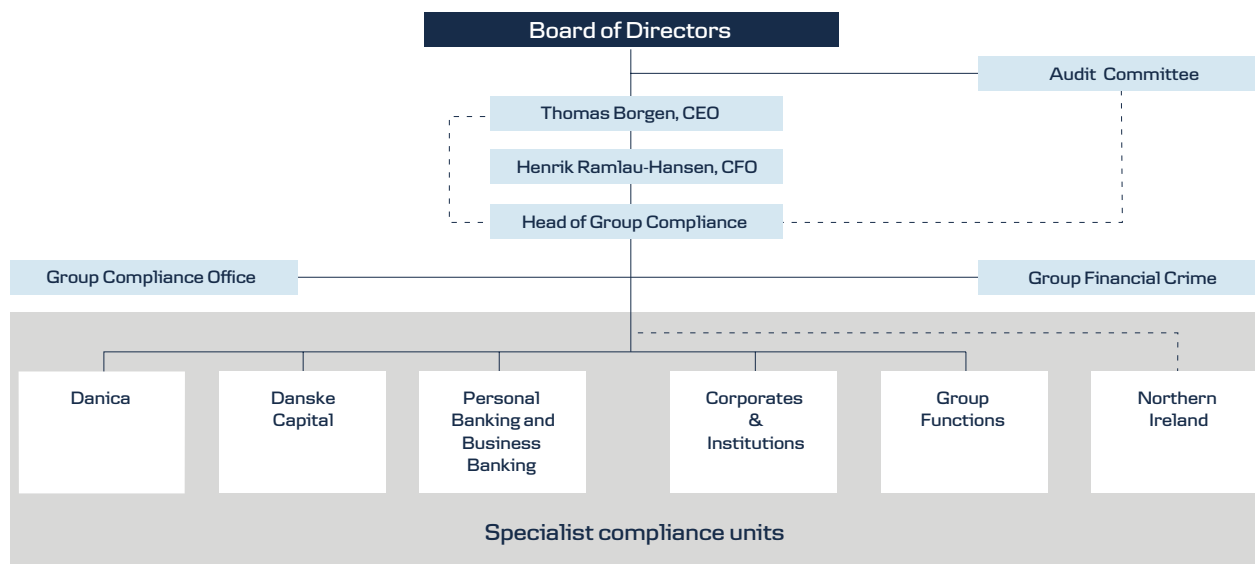 Board of Directors
Audit Committee
Thomas Borgen, CEO
Henrik Ramlau-Hansen, CFO
Head of Group Compliance
Group Compliance Office
Group Financial Crime
Danica
Danske
Capital
Personal
Banking and
Business
Banking
Corporates
&
Institutions
Group
Functions
Northern
Ireland
Specialist compliance units